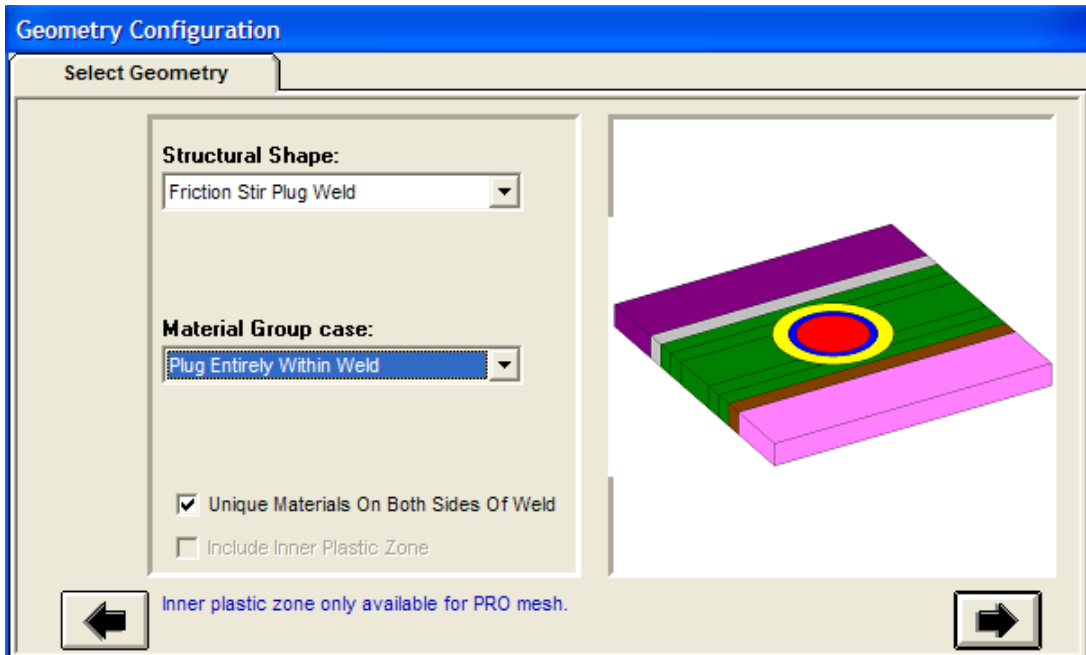 Geometry Configuration
Select Geometry
Structural Shape:
Friction Stir Plug Weld
Material Group case:
Plug Entirely Within Weld
Unique Materials On Both Sides Of Weld
Include Inner Plastic Zone
Inner plastic zone only available for PRO mesh.